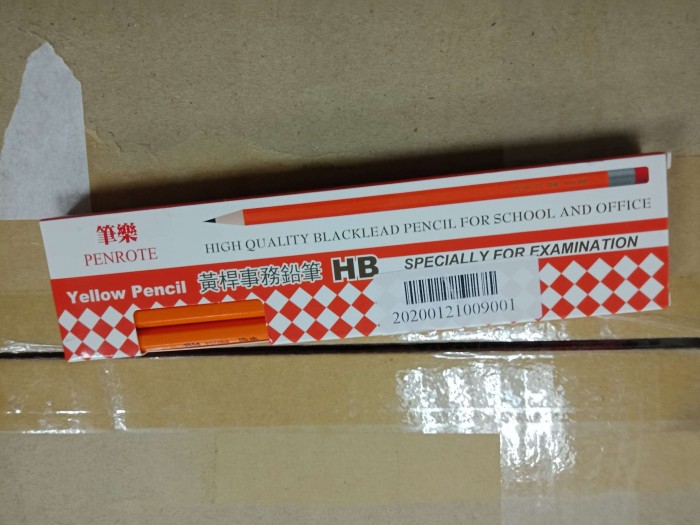 筆樂
PENROTE
HIGH QUALITY BLACKLEAD PENCIL FOR SCHOOL AND OFFICE
Yellow Pencil 黃桿事務鉛筆 HB SPECIALLY FOR EXAMINATION
20200121009001